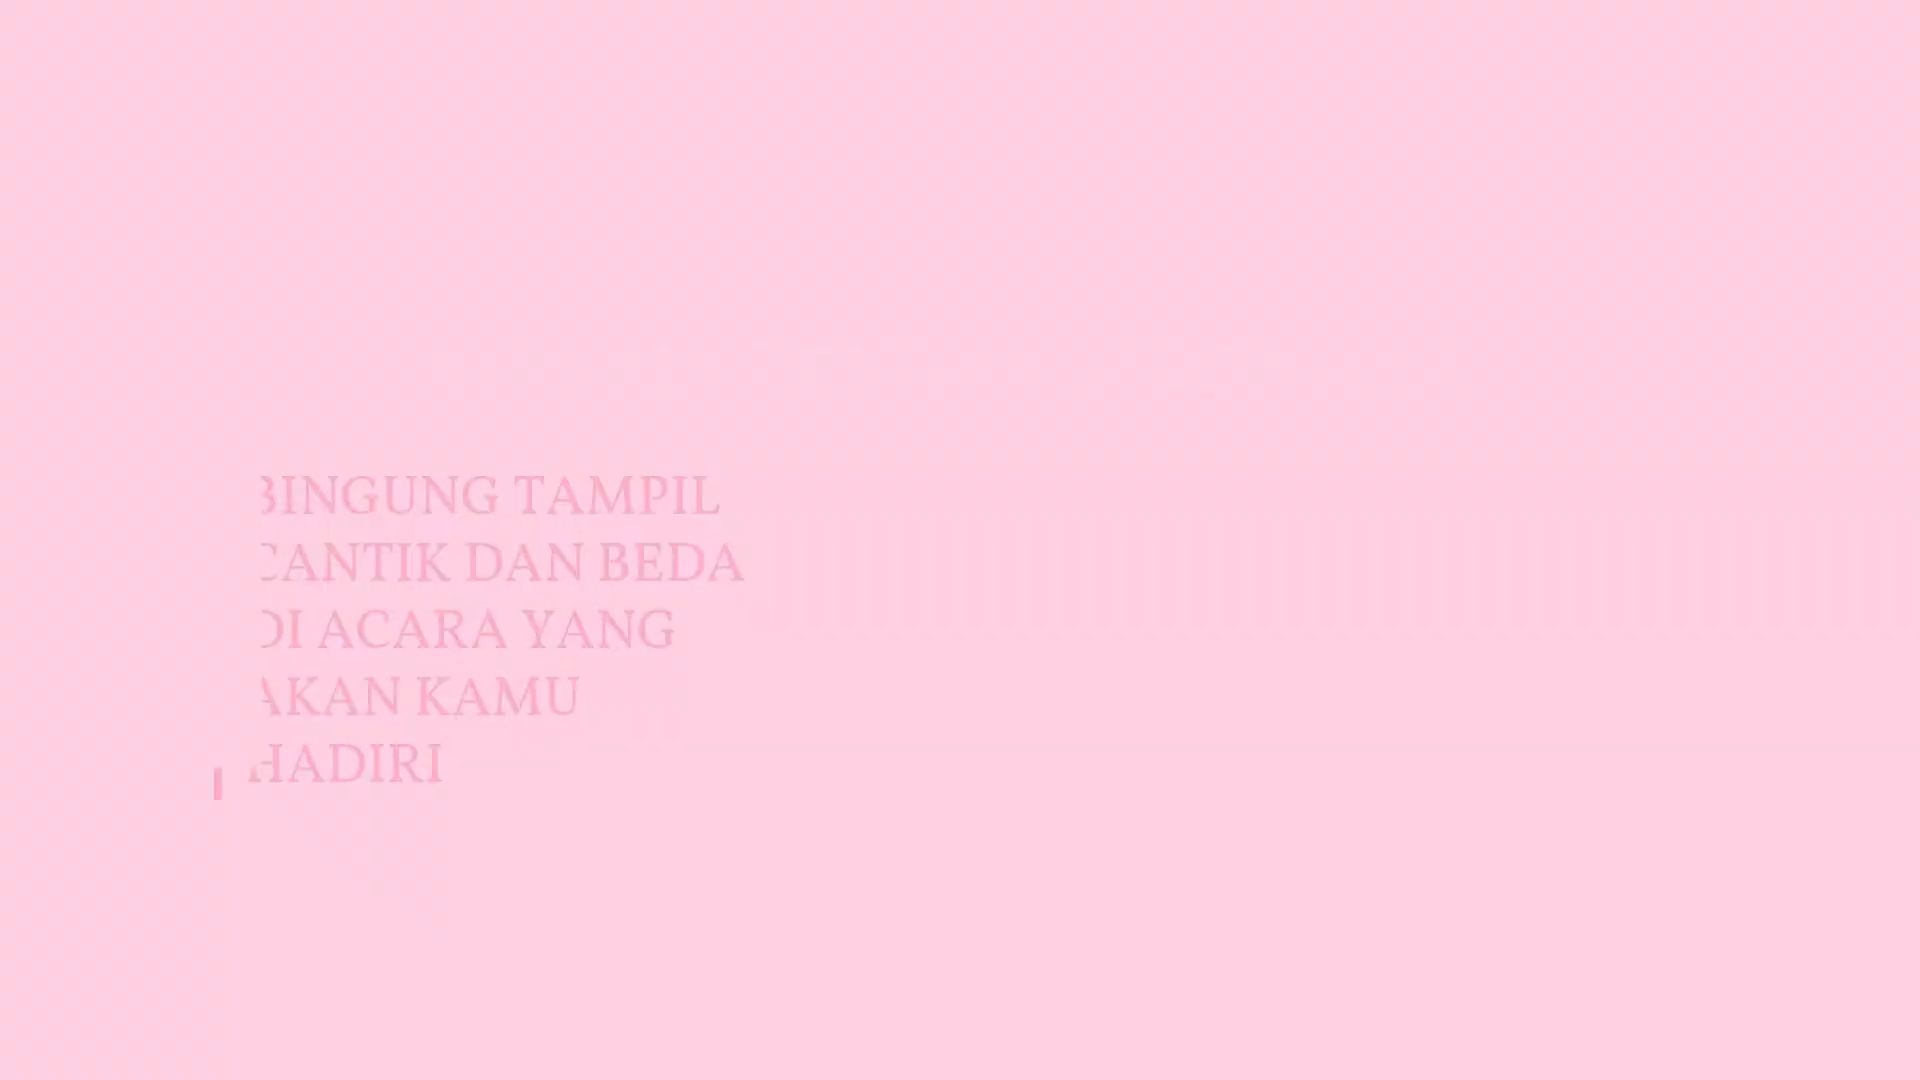 BINGUNG TAMPIL
CANTIK DAN BEDA
DI ACARA YANG
AKAN KAMU
HADIRI